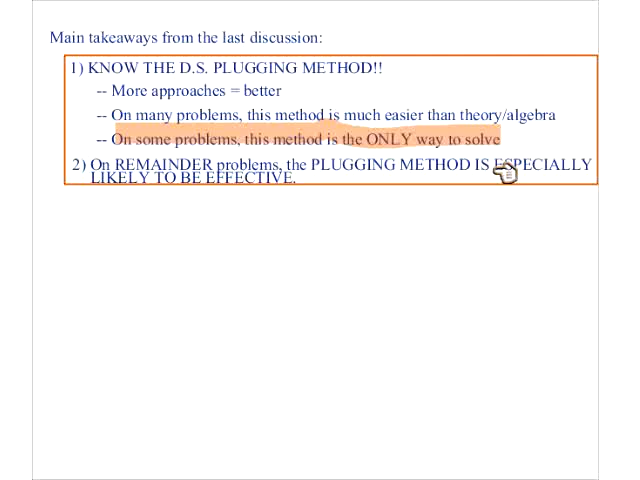 Main takeaways from the last discussion:
1) KNOW THE D.S. PLUGGING METHOD!!
-- More approaches = better
-- On many problems, this method is much easier than theory/algebra
-- On some problems, this method is the ONLY way to solve
2) On REMAINDER problems, the PLUGGING METHOD IS ESPECIALLY
LIKELY TO BE EFFECTIVE.